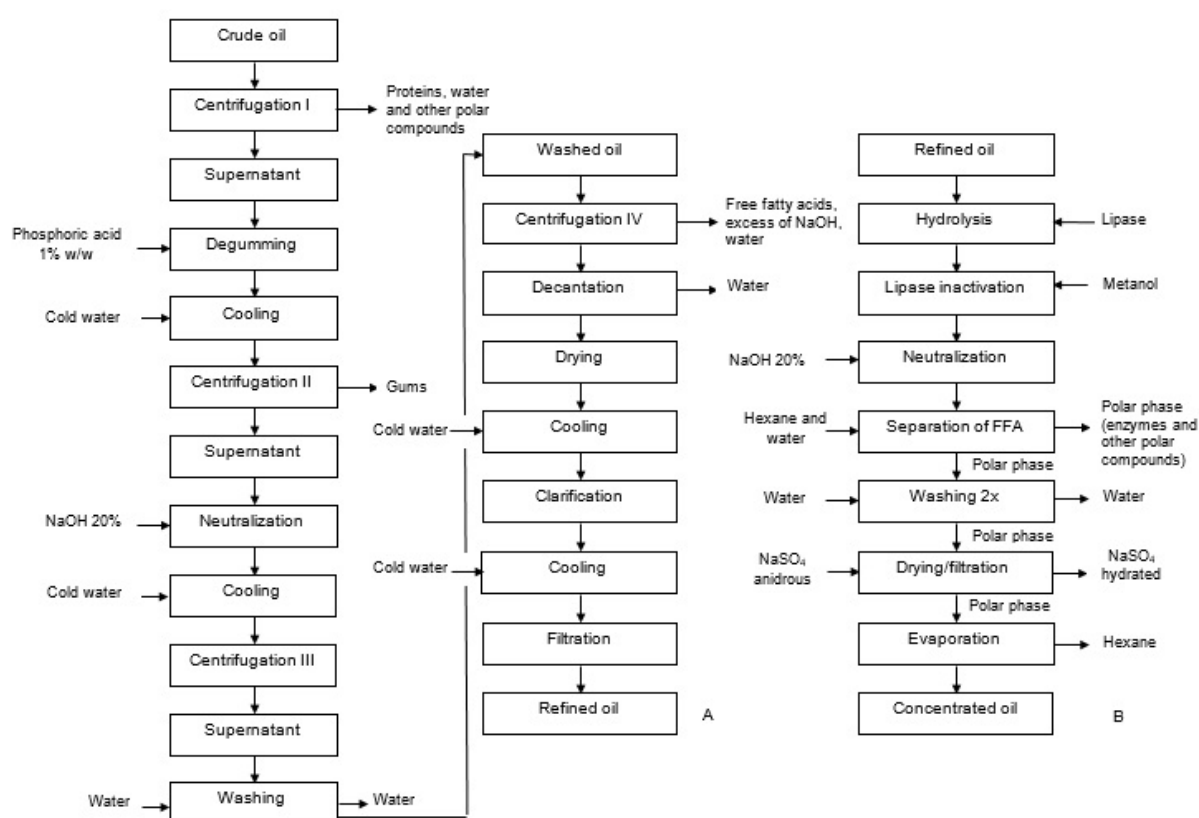 Crude oil
Centrifugation I
Proteins, water
and other polar
compounds
Supernatant
Phosphoric acid
1% w/w
Degumming
Cold water
Cooling
Centrifugation II
Gums
Supernatant
NaOH 20%
Neutralization
Cold water
Cooling
Centrifugation III
Supernatant
Water
Washing
Water
Washed oil
Centrifugation IV
Free fatty acids,
excess of NaOH,
water
Decantation
Water
Drying
Cold water
Cooling
Clarification
Cold water
Cooling
Filtration
Refined oil
A
Refined oil
Hydrolysis
Lipase
Lipase inactivation
Metanol
NaOH 20%
Neutralization
Hexane and
water
Separation of FFA
Polar phase
(enzymes and
other polar
compounds)
Polar phase
Water
Washing 2x
Water
Polar phase
NaSO₄
anidrous
Drying/filtration
NaSO₄
hydrated
Polar phase
Evaporation
Hexane
Concentrated oil
B